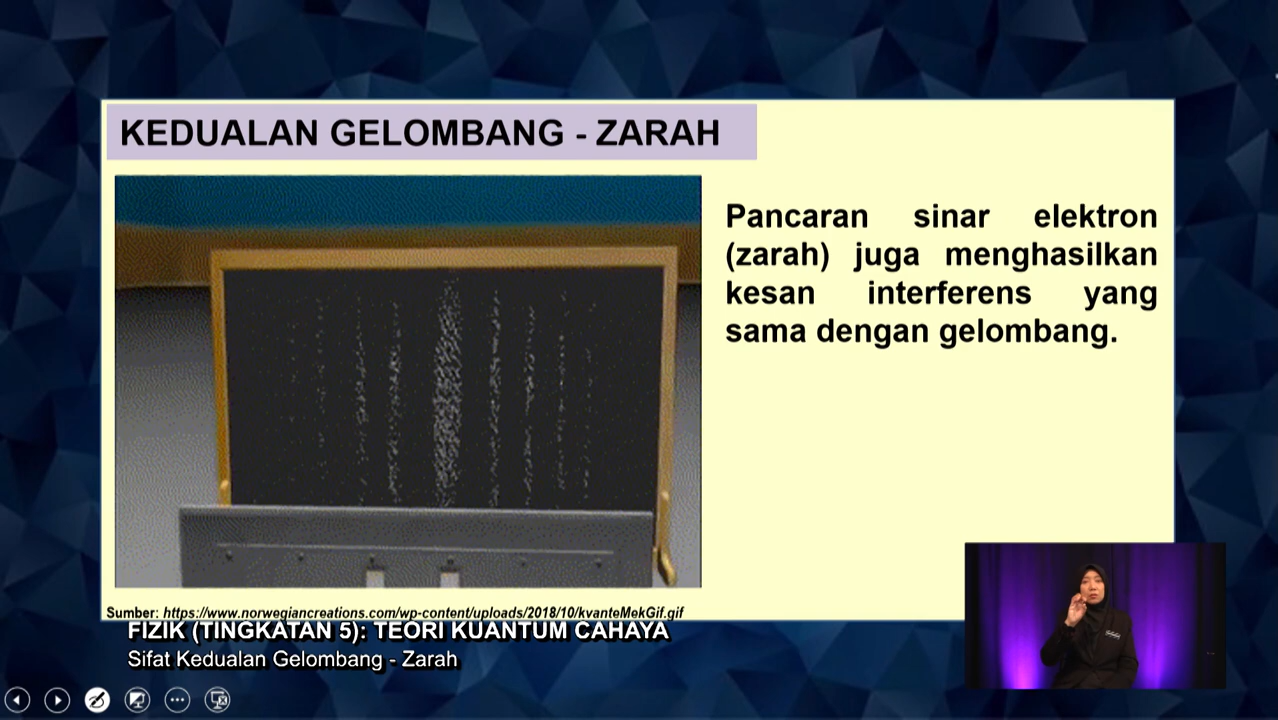 KEDUALAN GELOMBANG - ZARAH
Pancaran sinar elektron
(zarah) juga menghasilkan
kesan interferens yang
sama dengan gelombang.
Sumber: https://www.norwegiancreations.com/wp-content/uploads/2018/10/kvanteMekGif.gif
FIZIK (TINGKATAN 5): TEORI KUANTUM CAHAYA
Sifat Kedualan Gelombang - Zarah